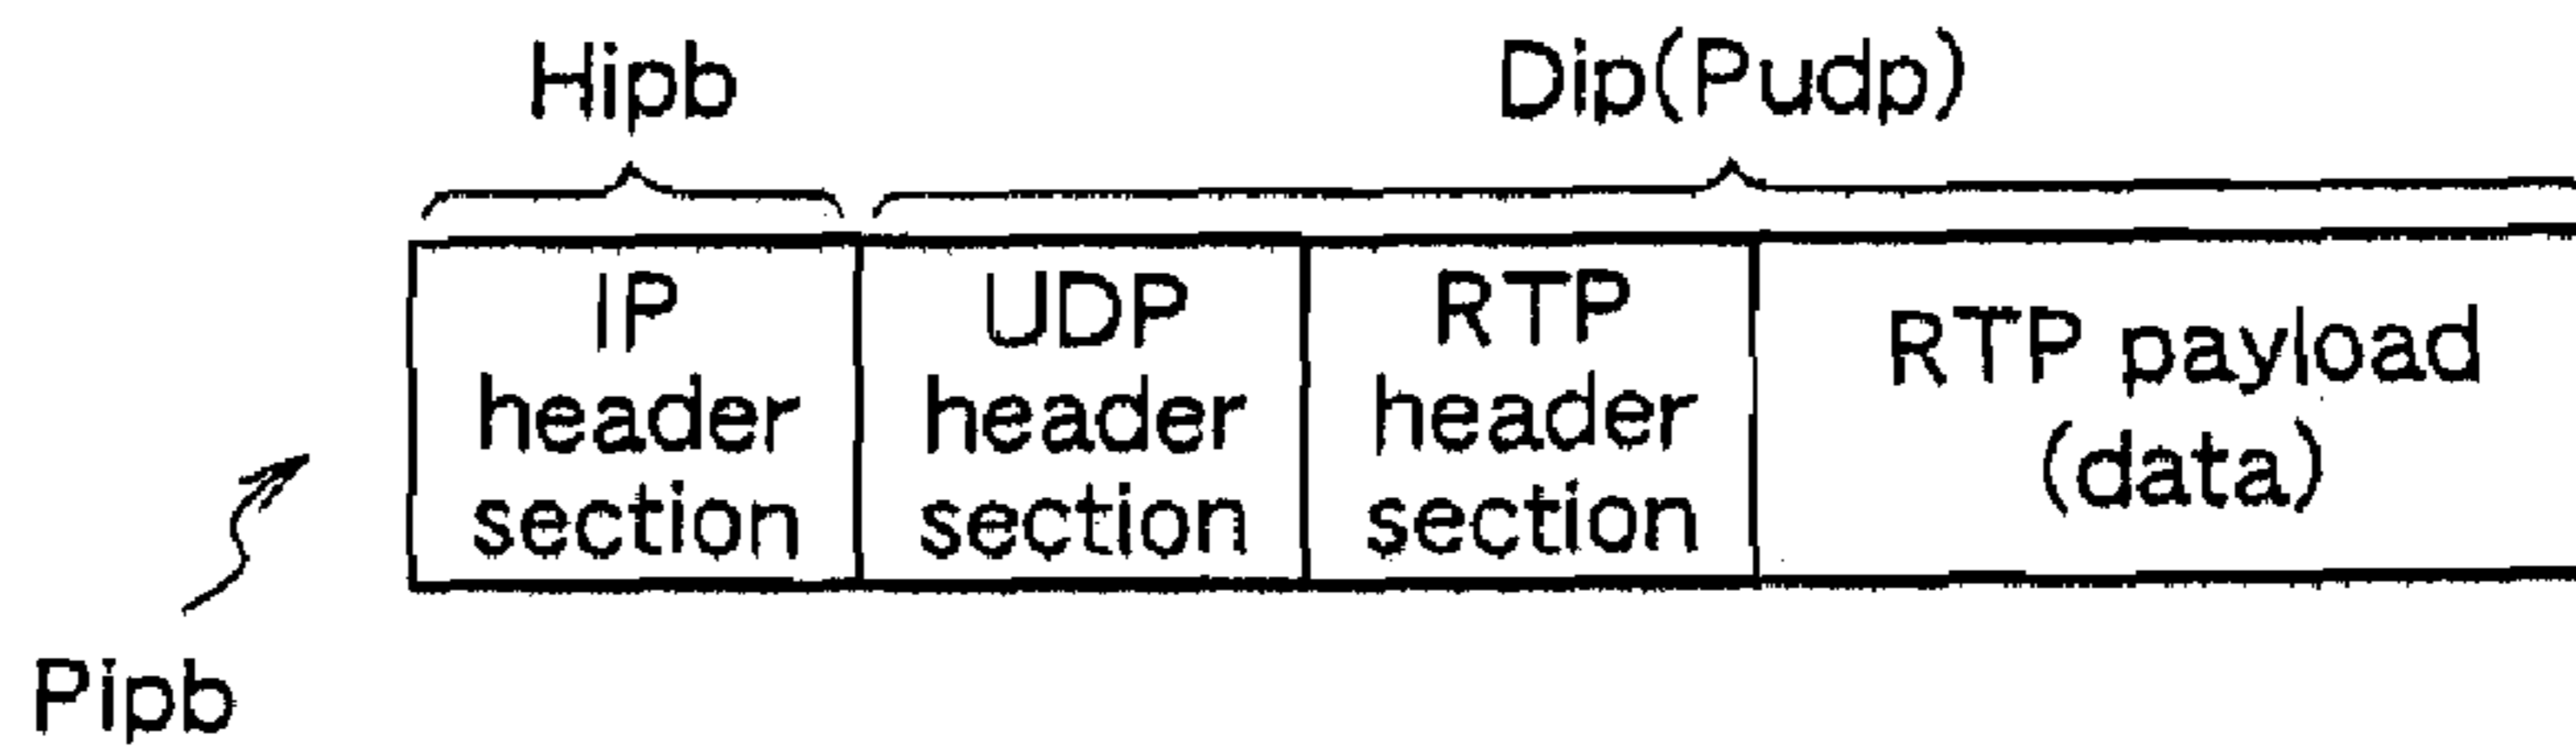 Hipb
Dip(Pudp)
IP
header
section
UDP
header
section
RTP
header
section
RTP payload
(data)
Pipb